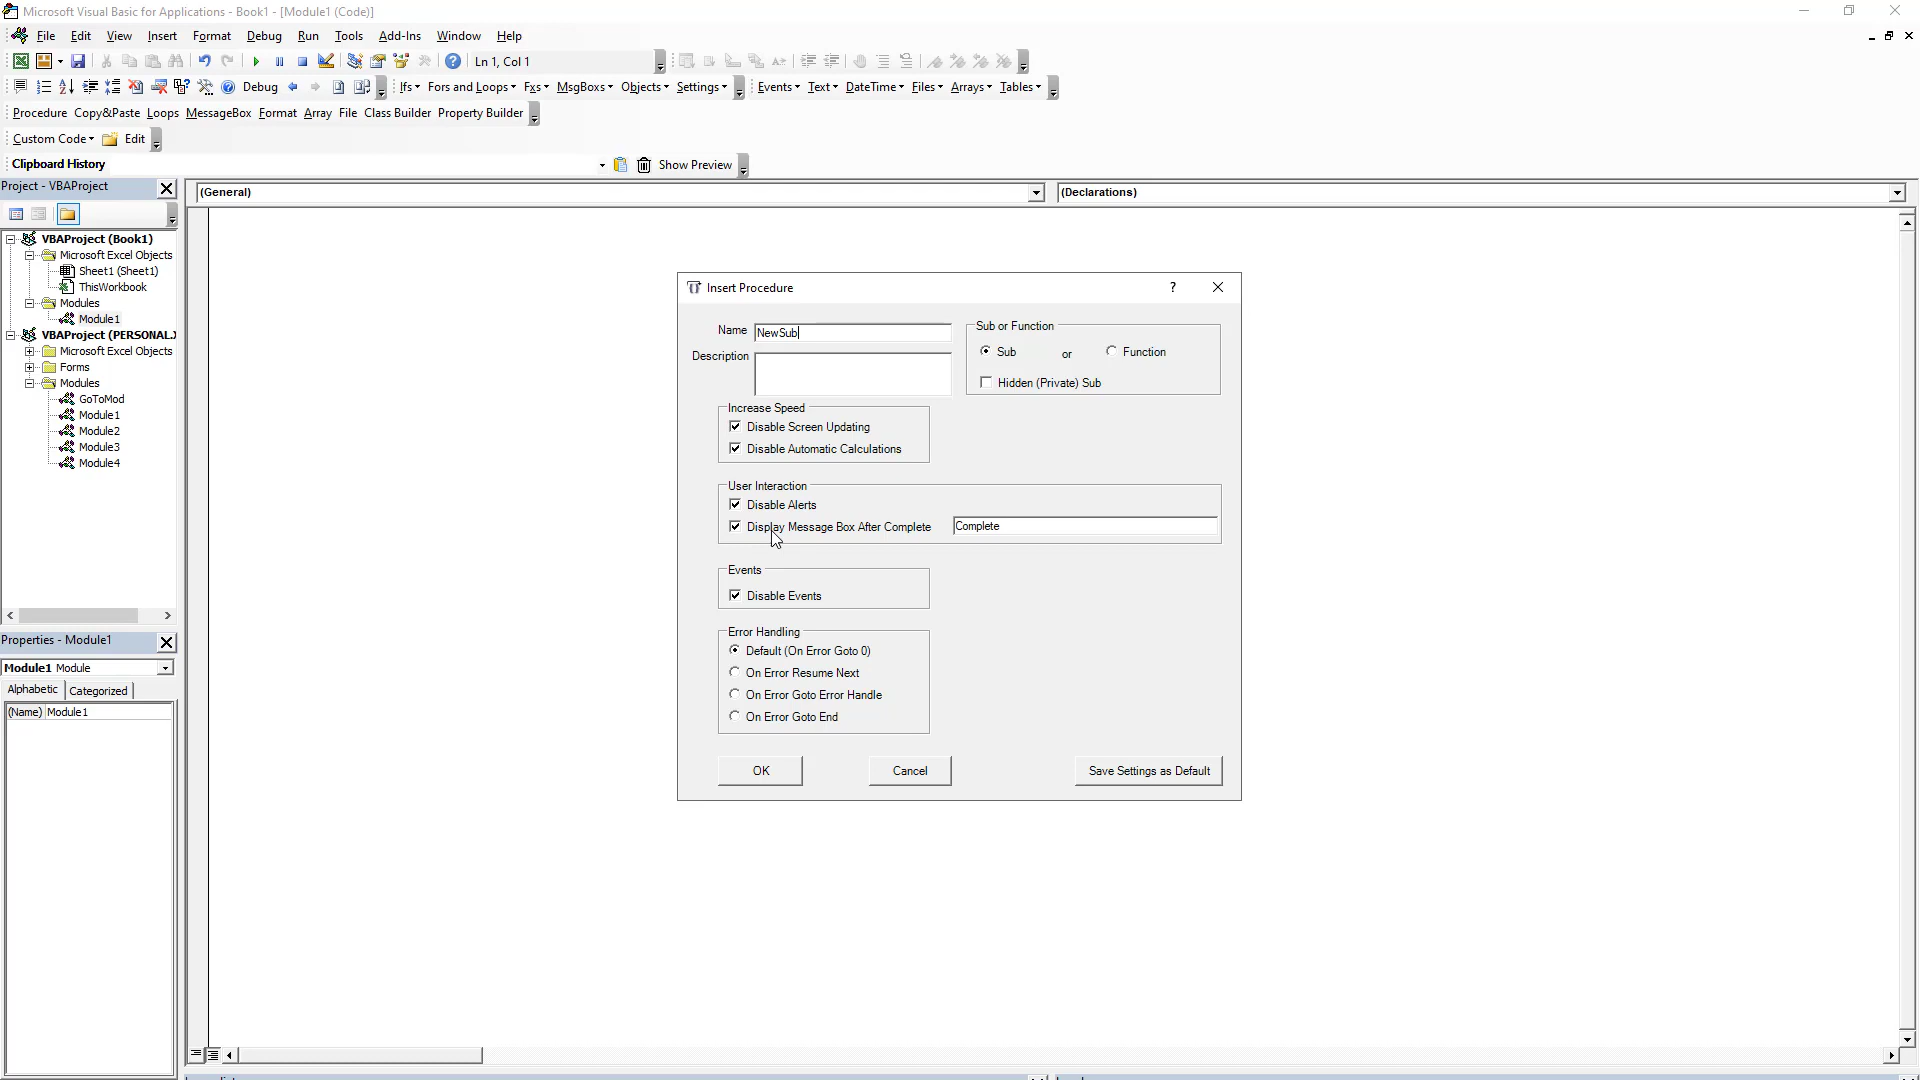 Microsoft Visual Basic for Applications - Book1 - [Module1 (Code)]
File Edit View Insert Format Debug Run Tools Add-Ins Window Help
Ln 1, Col 1
Debug Ifs Fors and Loops Fxs MsgBoxs Objects Settings Events Text DateTime Files Arrays Tables
Procedure Copy&Paste Loops MessageBox Format Array File Class Builder Property Builder
Custom Code Edit
Clipboard History Show Preview
Project - VBAProject
(General) (Declarations)
VBAProject (Book1)
Microsoft Excel Objects
Sheet1 (Sheet1)
ThisWorkbook
Modules
Module1
VBAProject (PERSONAL.
Microsoft Excel Objects
Forms
Modules
GoToMod
Module1
Module2
Module3
Module4
Properties - Module1
Module1 Module
Alphabetic Categorized
(Name) Module1
Insert Procedure ?
Name NewSub
Description
Sub or Function
Sub or Function
Hidden (Private) Sub
Increase Speed
Disable Screen Updating
Disable Automatic Calculations
User Interaction
Disable Alerts
Display Message Box After Complete Complete
Events
Disable Events
Error Handling
Default (On Error Goto 0)
On Error Resume Next
On Error Goto Error Handle
On Error Goto End
OK Cancel Save Settings as Default